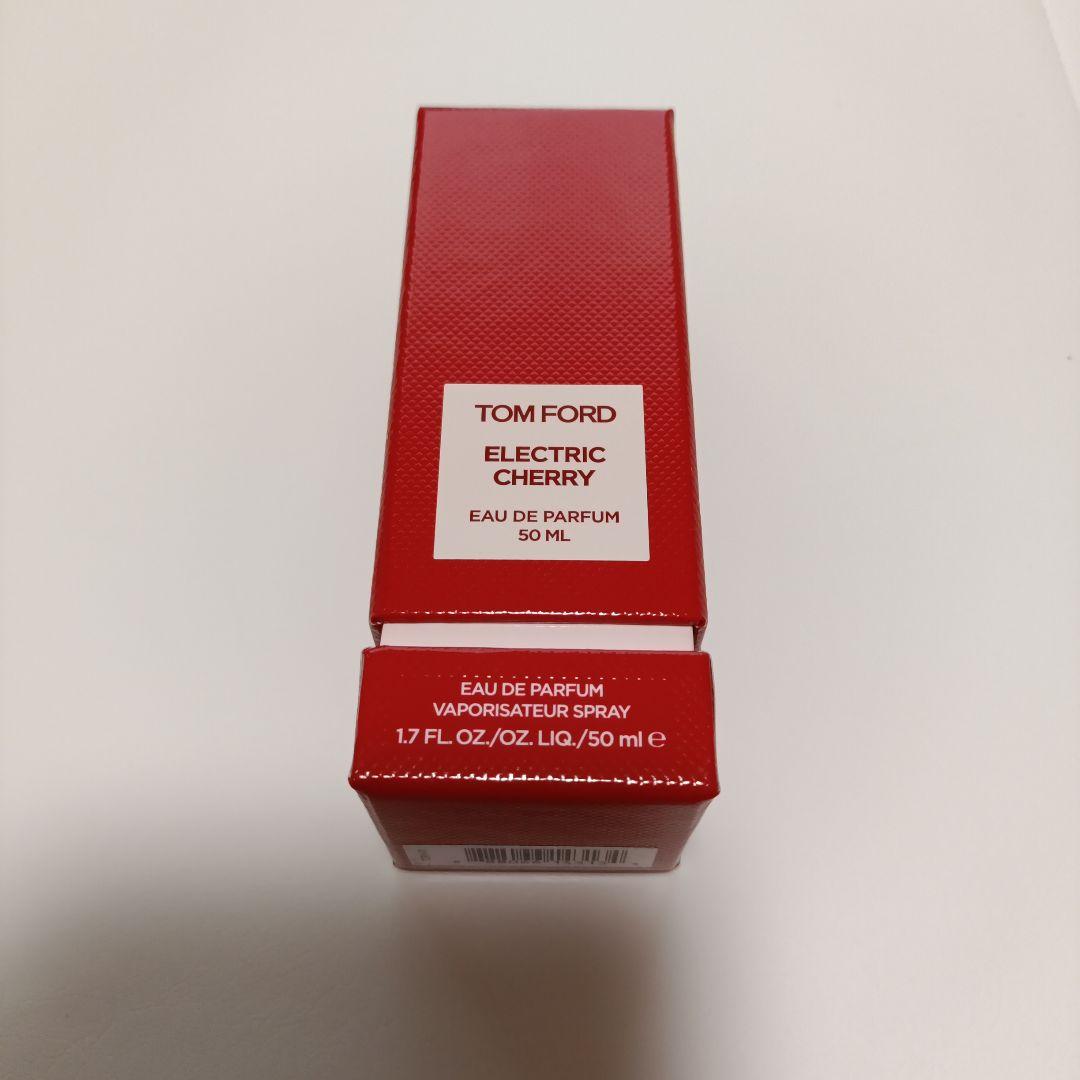 TOM FORD
ELECTRIC
CHERRY
EAU DE PARFUM
50 ML
EAU DE PARFUM
VAPORISATEUR SPRAY
1.7 FL. OZ./OZ. LIQ./50 ml ℮